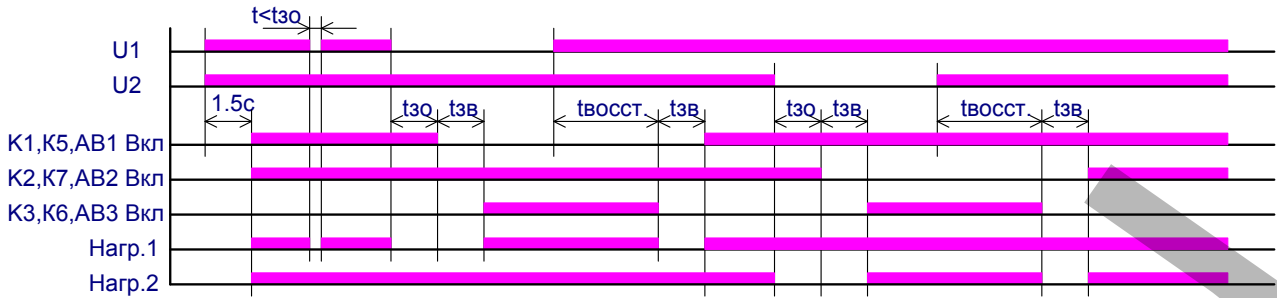 t<tзо
U1
U2
1.5с tзо tзв tвосст. tзв tзо tзв tвосст. tзв
К1,К5,АВ1 Вкл
К2,К7,АВ2 Вкл
К3,К6,АВ3 Вкл
Нагр.1
Нагр.2